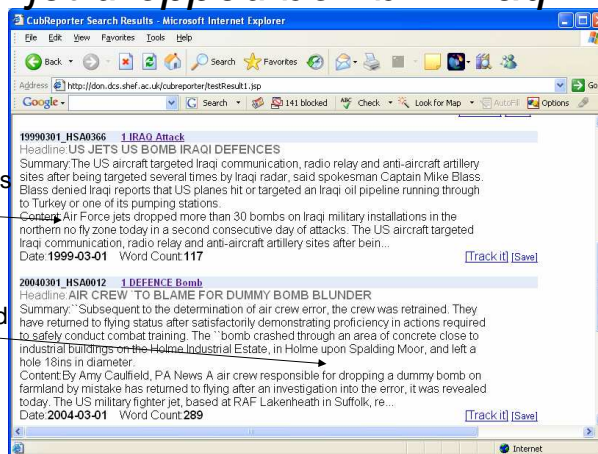 CubReporter Search Results - Microsoft Internet Explorer
File Edit View Favorites Tools Help
Back Search Favorites
Address http://don.dcs.shef.ac.uk/cubreporter/testResult1.jsp Go
Google Search 141 blocked Check Look for Map AutoFill Options
19990301_HSA0366 1 IRAQ Attack
Headline:US JETS US BOMB IRAQI DEFENCES
Summary:The US aircraft targeted Iraqi communication, radio relay and anti-aircraft artillery
sites after being targeted several times by Iraqi radar, said spokesman Captain Mike Blass.
Blass denied Iraqi reports that US planes hit or targeted an Iraqi oil pipeline running through
to Turkey or one of its pumping stations.
Content:Air Force jets dropped more than 30 bombs on Iraqi military installations in the
northern no fly zone today in a second consecutive day of attacks. The US aircraft targeted
Iraqi communication, radio relay and anti-aircraft artillery sites after bein...
Date:1999-03-01 Word Count:117 [Track it] [Save]
20040301_HSA0012 1 DEFENCE Bomb
Headline:AIR CREW `TO BLAME FOR DUMMY BOMB BLUNDER
Summary:``Subsequent to the determination of air crew error, the crew was retrained. They
have returned to flying status after satisfactorily demonstrating proficiency in actions required
to safely conduct combat training. The ``bomb crashed through an area of concrete close to
industrial buildings on the Holme Industrial Estate, in Holme upon Spalding Moor, and left a
hole 18ins in diameter.
Content:By Amy Caulfield, PA News A air crew responsible for dropping a dummy bomb on
farmland by mistake has returned to flying after an investigation into the error, it was revealed
today. The US military fighter jet, based at RAF Lakenheath in Suffolk, re...
Date:2004-03-01 Word Count:289 [Track it] [Save]
Internet